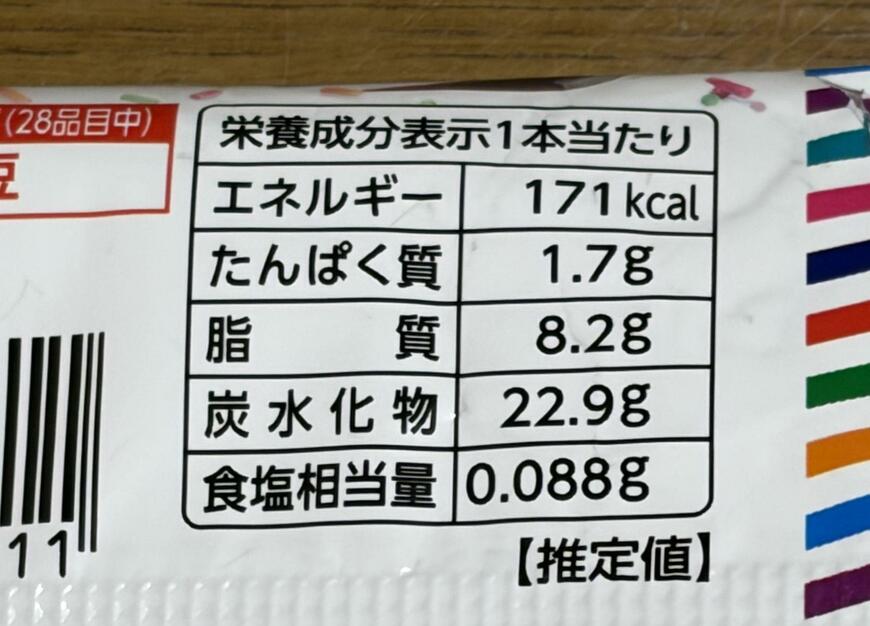 (28品目中)
豆
栄養成分表示1本当たり
エネルギー 171kcal
たんぱく質 1.7g
脂質 8.2g
炭水化物 22.9g
食塩相当量 0.088g
【推定値】
11